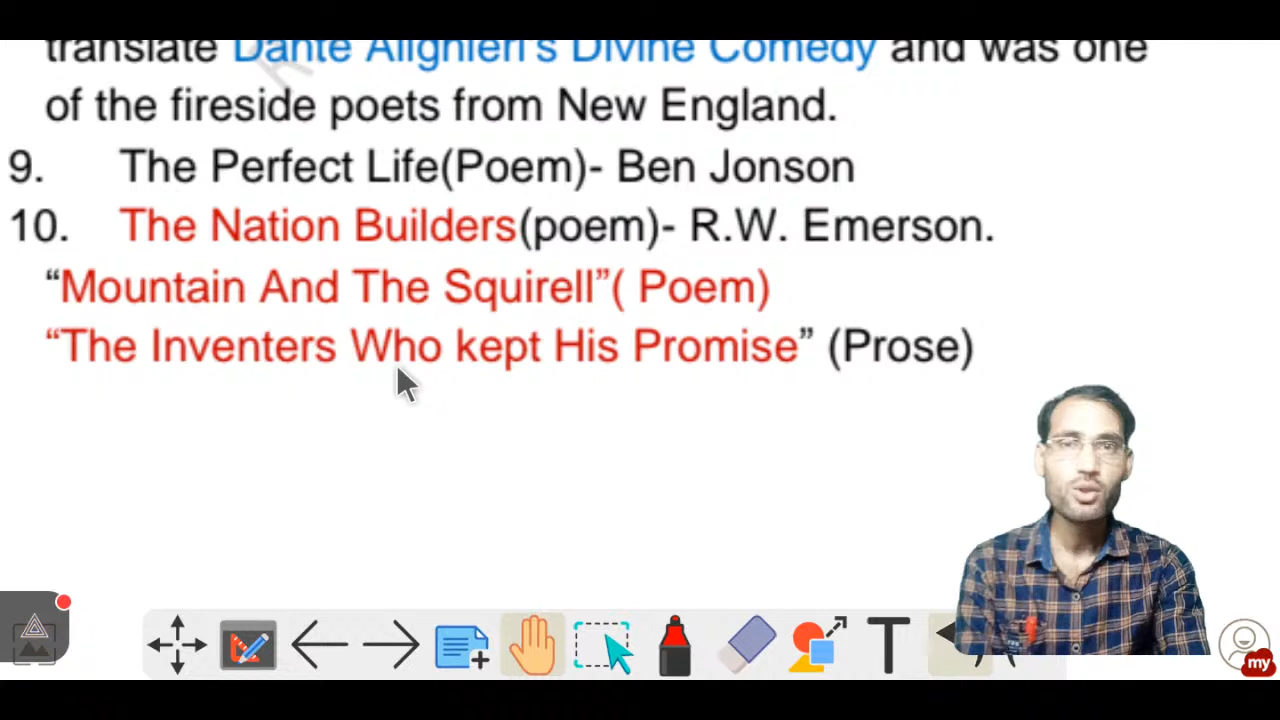 translate Dante Alighieri's Divine Comedy and was one
of the fireside poets from New England.
9. The Perfect Life(Poem)- Ben Jonson
10. The Nation Builders(poem)- R.W. Emerson.
“Mountain And The Squirell”( Poem)
“The Inventers Who kept His Promise” (Prose)
T
my